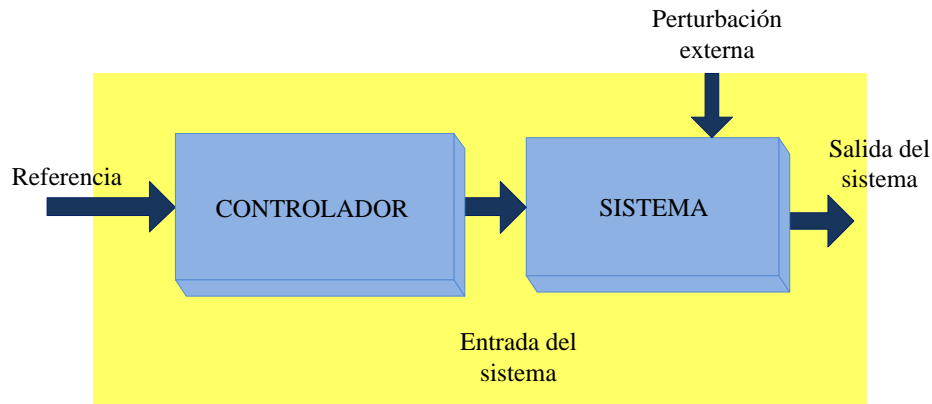 Perturbación
externa
Referencia
CONTROLADOR
SISTEMA
Salida del
sistema
Entrada del
sistema